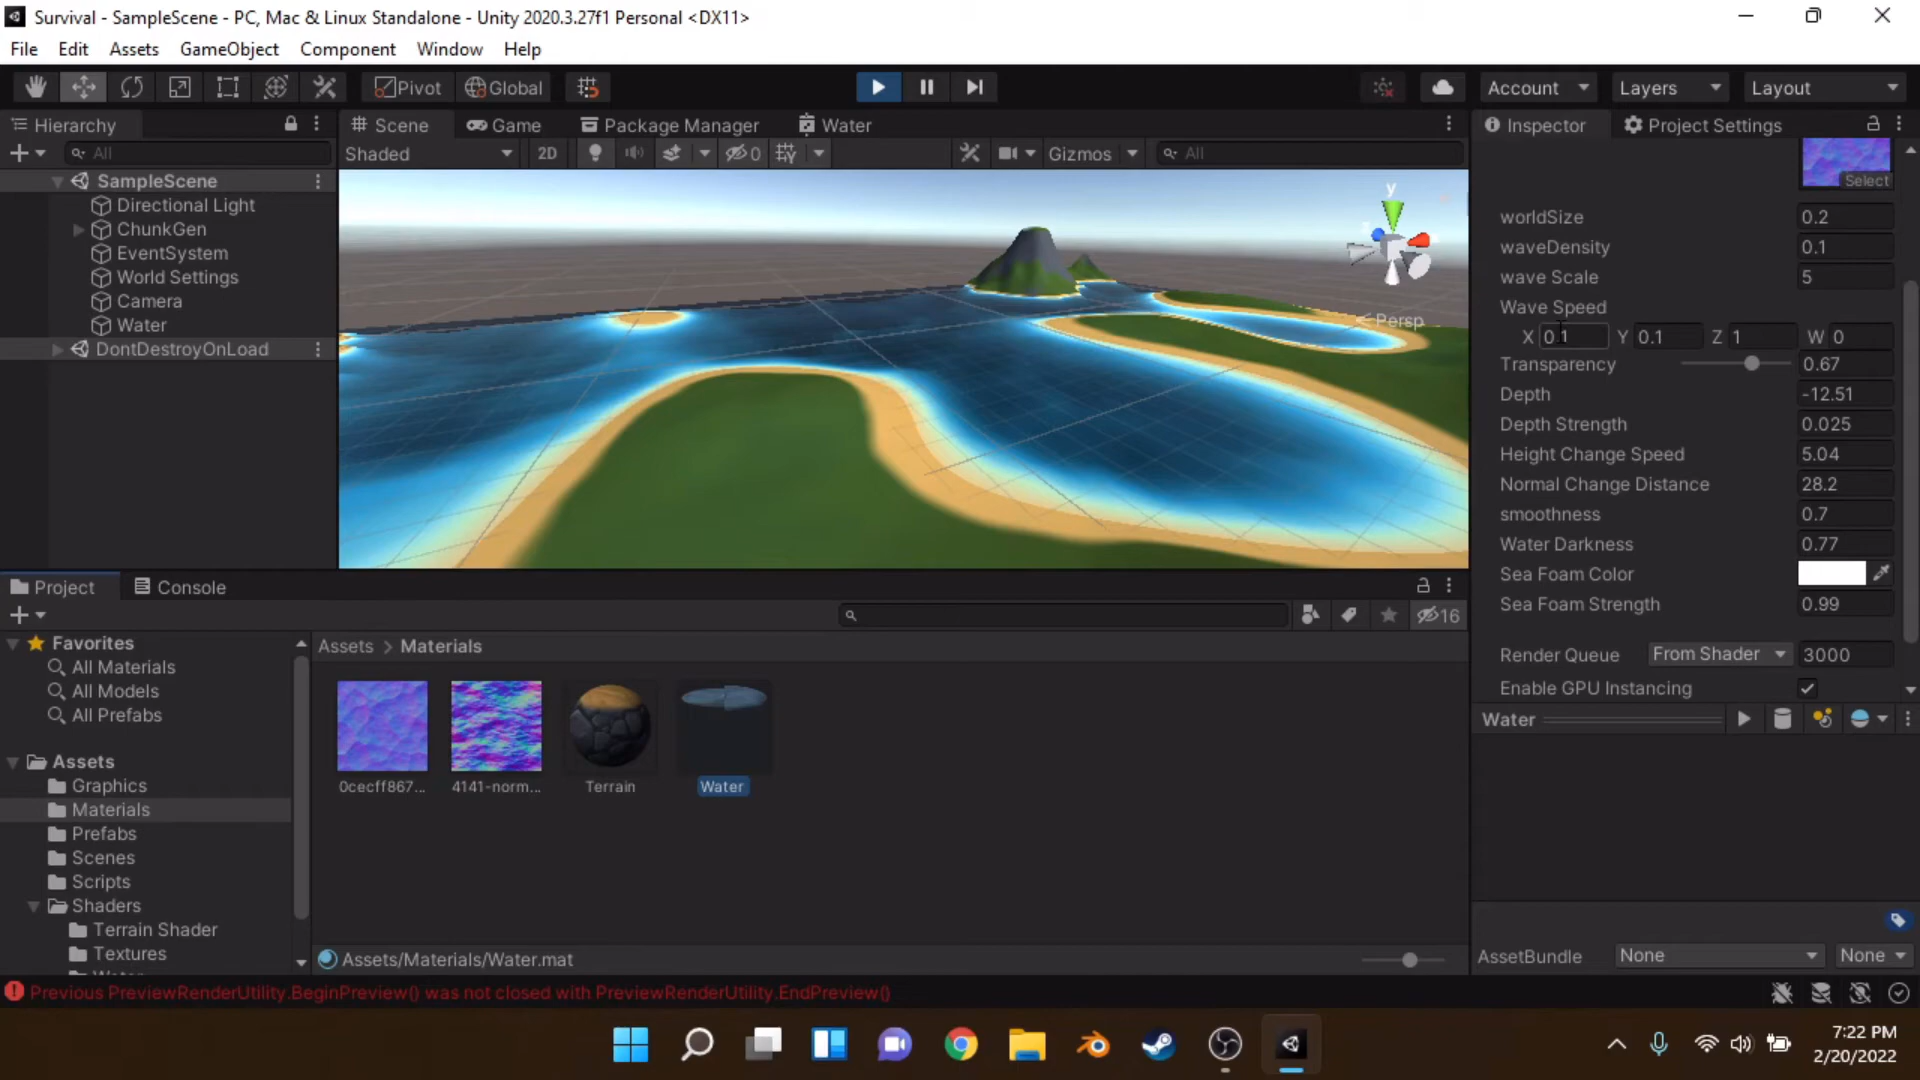 Survival - SampleScene - PC, Mac & Linux Standalone - Unity 2020.3.27f1 Personal <DX11>
File Edit Assets GameObject Component Window Help
Pivot Global Account Layers Layout
Hierarchy
All
SampleScene
Directional Light
ChunkGen
EventSystem
World Settings
Camera
Water
DontDestroyOnLoad
Scene Game Package Manager Water
Shaded 2D 0 Gizmos All
y
Persp
Inspector Project Settings
Select
worldSize 0.2
waveDensity 0.1
wave Scale 5
Wave Speed
X 0.1 Y 0.1 Z 1 W 0
Transparency 0.67
Depth -12.51
Depth Strength 0.025
Height Change Speed 5.04
Normal Change Distance 28.2
smoothness 0.7
Water Darkness 0.77
Sea Foam Color
Sea Foam Strength 0.99
Render Queue From Shader 3000
Enable GPU Instancing
Water
AssetBundle None None
Project Console
16
Favorites
All Materials
All Models
All Prefabs
Assets
Graphics
Materials
Prefabs
Scenes
Scripts
Shaders
Terrain Shader
Textures
Assets > Materials
0cecff867... 4141-norm... Terrain Water
Assets/Materials/Water.mat
Previous PreviewRenderUtility.BeginPreview() was not closed with PreviewRenderUtility.EndPreview()
7:22 PM
2/20/2022